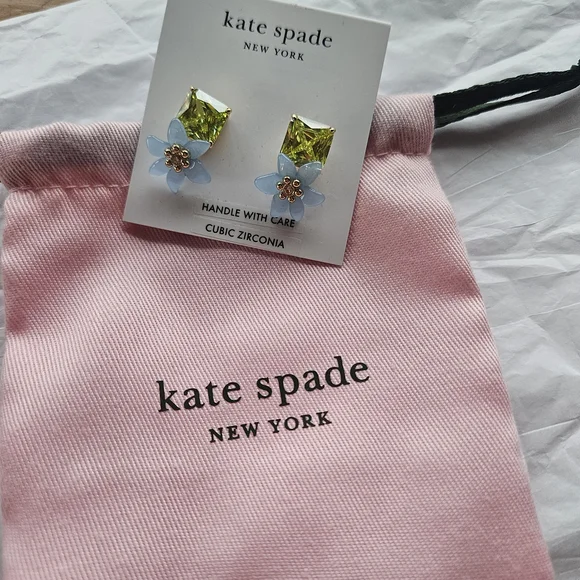 kate spade
NEW YORK
HANDLE WITH CARE
CUBIC ZIRCONIA
kate spade
NEW YORK